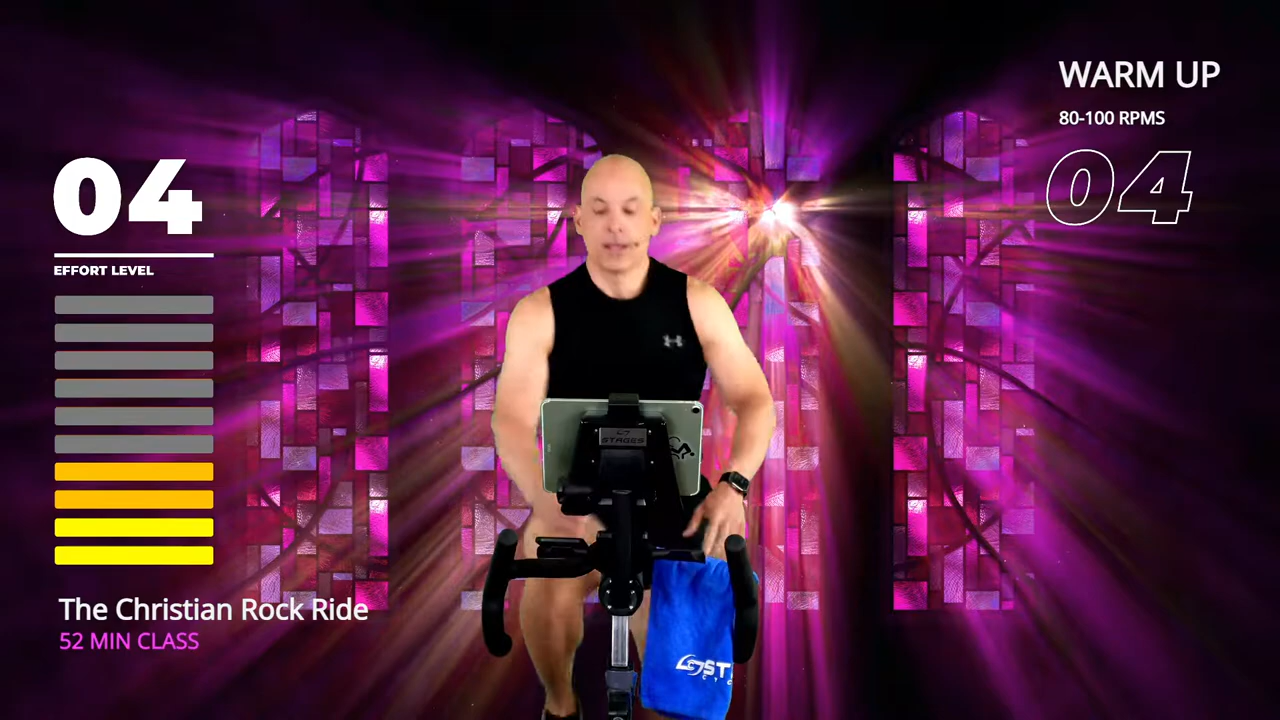 WARM UP
80-100 RPMS
04
04
EFFORT LEVEL
STAGES
The Christian Rock Ride
52 MIN CLASS